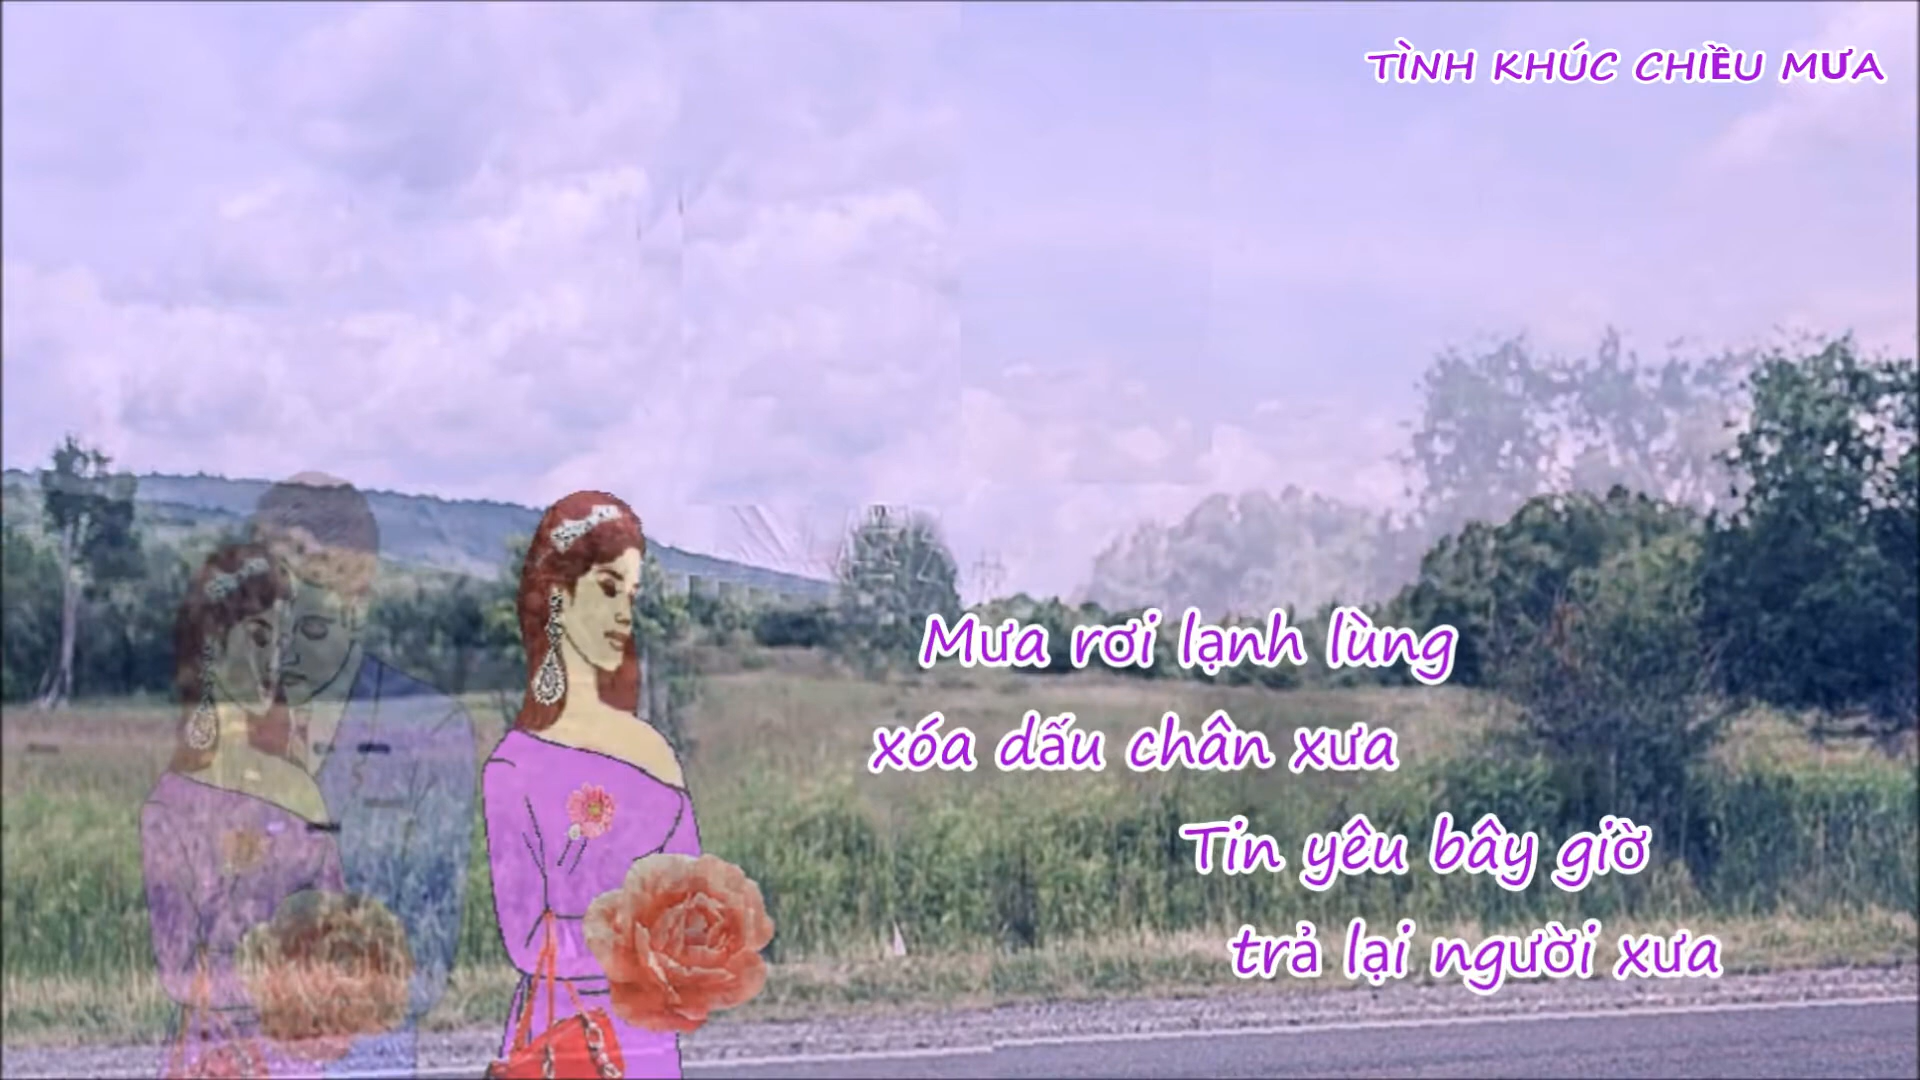 TÌNH KHÚC CHIỀU MƯA
Mưa rơi lạnh lùng
xóa dấu chân xưa
Tin yêu bây giờ
trả lại người xưa